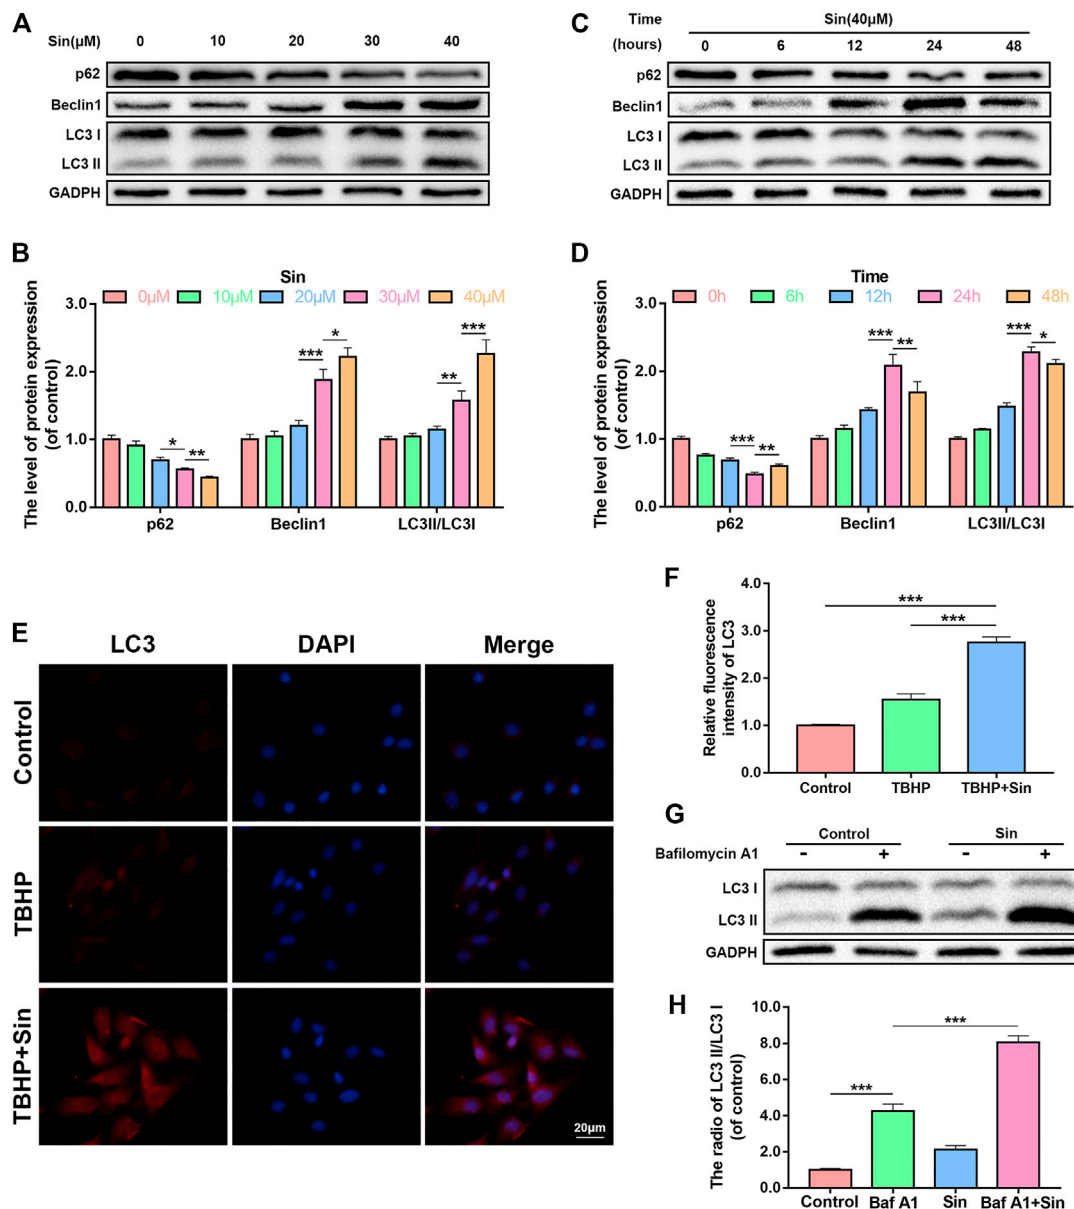 A
Sin(μM) 0 10 20 30 40
p62
Beclin1
LC3 I
LC3 II
GADPH
C
Time Sin(40μM)
(hours) 0 6 12 24 48
p62
Beclin1
LC3 I
LC3 II
GADPH
B
Sin
0μM 10μM 20μM 30μM 40μM
The level of protein expression
(of control)
3.0
2.0
1.0
0.0
* ** *** * ** ***
p62 Beclin1 LC3II/LC3I
D
Time
0h 6h 12h 24h 48h
The level of protein expression
(of control)
3.0
2.0
1.0
0.0
*** ** *** ** *** *
p62 Beclin1 LC3II/LC3I
E
LC3 DAPI Merge
Control
TBHP
TBHP+Sin
20μm
F
Relative fluorescence
intensity of LC3
4.0
3.0
2.0
1.0
0.0
***
***
Control TBHP TBHP+Sin
G
Control Sin
Bafilomycin A1 - + - +
LC3 I
LC3 II
GADPH
H
The radio of LC3 II/LC3 I
(of control)
10.0
8.0
6.0
4.0
2.0
0.0
***
***
Control Baf A1 Sin Baf A1+Sin